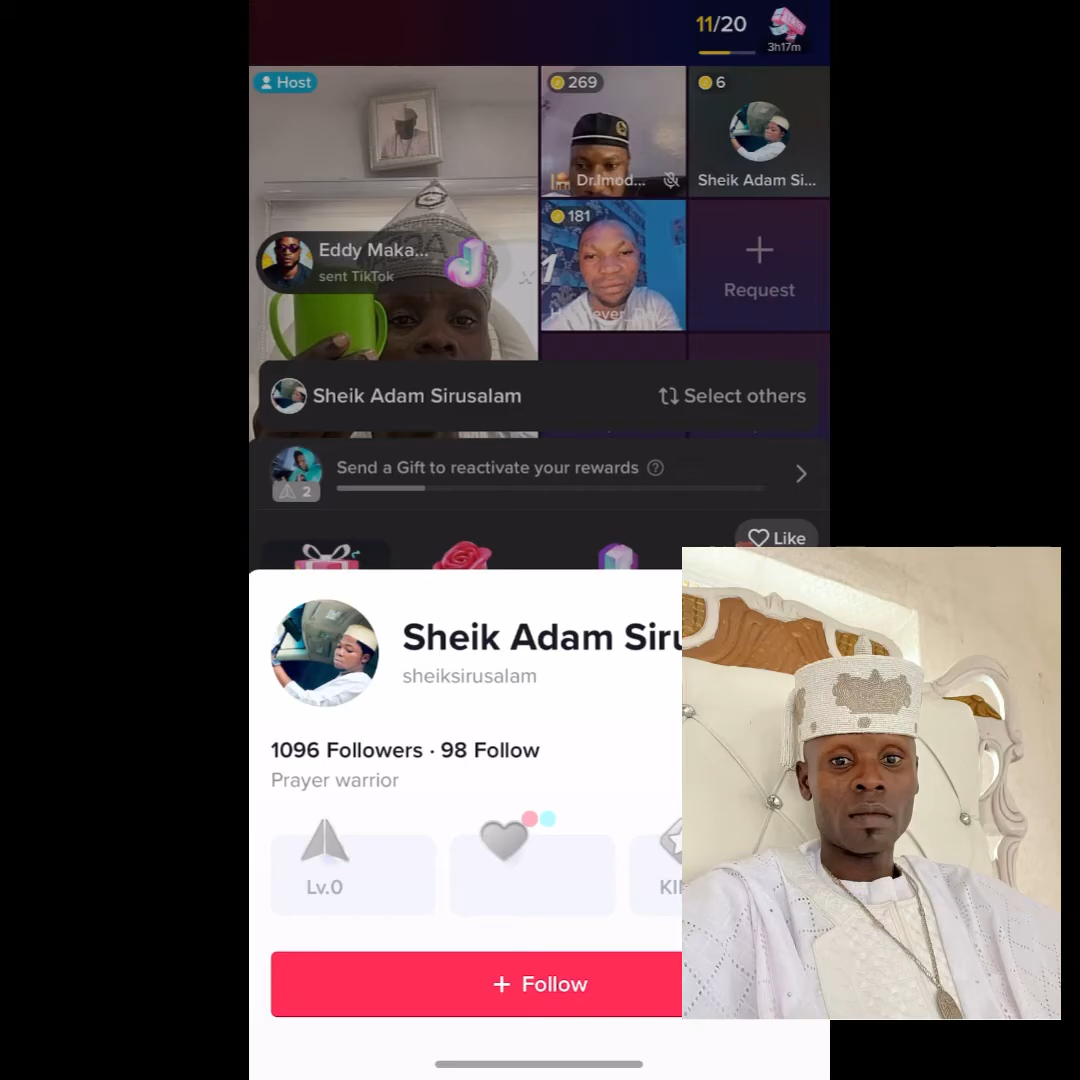 11/20
3h17m
Host
269
6
Dr.Imod...
Sheik Adam Si...
181
Eddy Maka...
sent TikTok
Request
Sheik Adam Sirusalam
Select others
Send a Gift to reactivate your rewards
2
Like
Sheik Adam Siru
sheiksirusalam
1096 Followers · 98 Follow
Prayer warrior
Lv.0
+ Follow